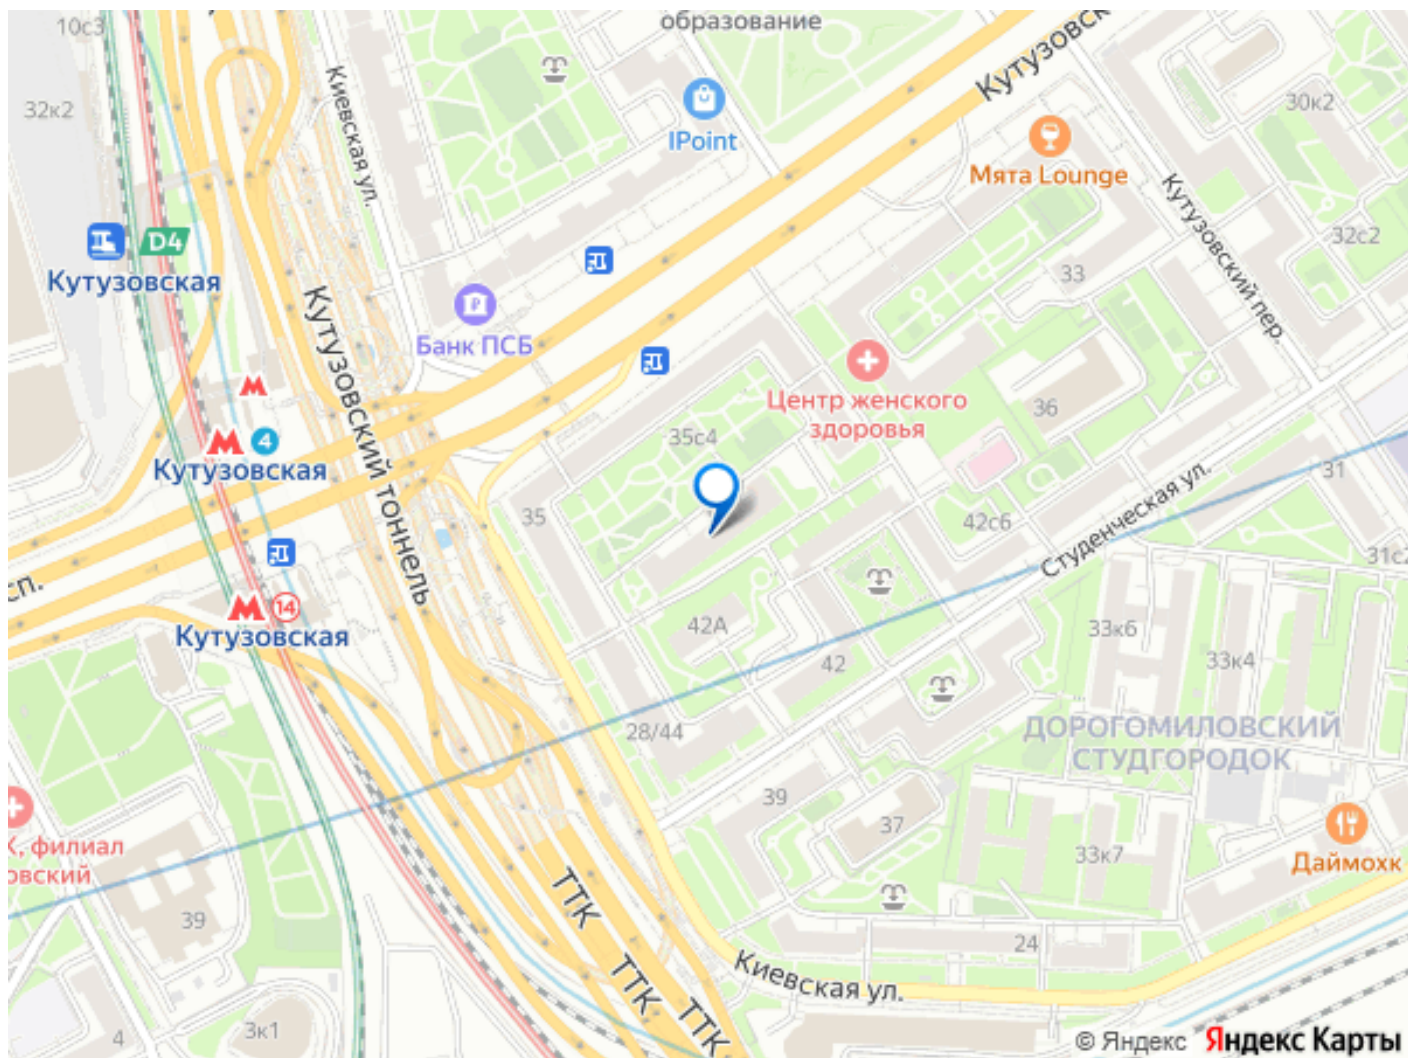 10с3
образование
Кутузовск
32к2
Киевская ул.
IPoint
30к2
Мята Lounge
D4
Кутузовская
Кутузовский пер.
32с2
33
Кутузовский тоннель
Банк ПСБ
Центр женского
здоровья
36
35с4
4
Кутузовская
35
31
42с6
Студенческая ул.
31с2
сп.
14
Кутузовская
42А
42
33к6
33к4
28/44
ДОРОГОМИЛОВСКИЙ
СТУДГОРОДОК
39
37
К, филиал
овский
33к7
Даймохк
39
ТТК
24
Киевская ул.
ТТК
ТТК
3к1
4
© Яндекс Яндекс Карты